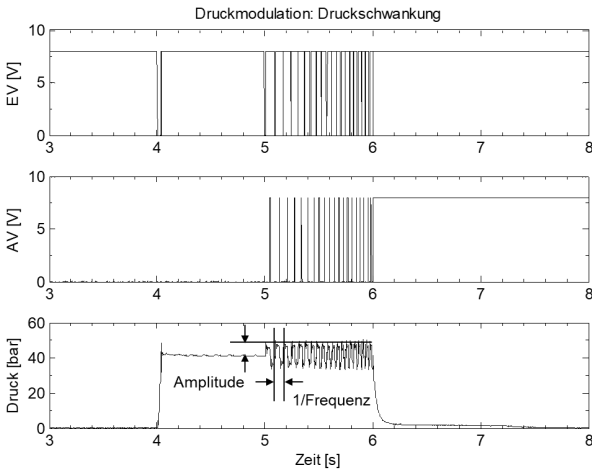 Druckmodulation: Druckschwankung
10
5
0
EV [V]
3 4 5 6 7 8
10
5
0
AV [V]
3 4 5 6 7 8
60
40
20
0
Druck [bar]
Amplitude
1/Frequenz
3 4 5 6 7 8
Zeit [s]